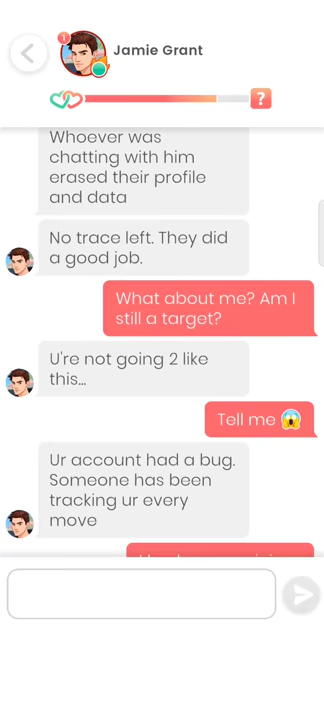 1
Jamie Grant
?
Whoever was
chatting with him
erased their profile
and data
No trace left. They did
a good job.
What about me? Am I
still a target?
U're not going 2 like
this...
Tell me 😱
Ur account had a bug.
Someone has been
tracking ur every
move